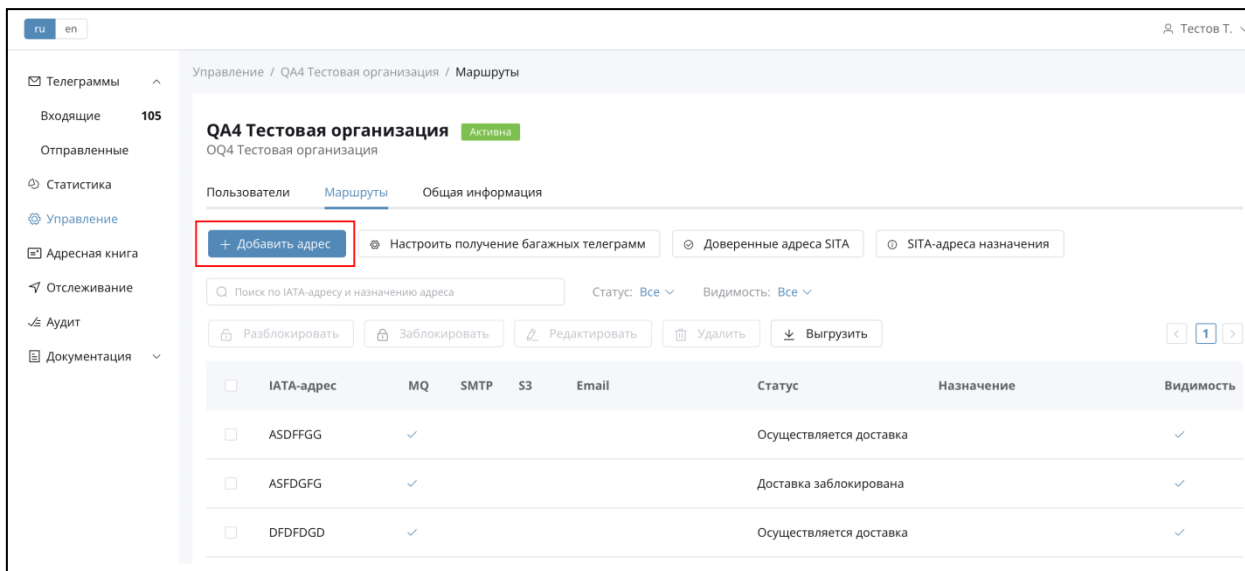 ru en
Тестов Т.
Телеграммы
Входящие 105
Отправленные
Статистика
Управление
Адресная книга
Отслеживание
Аудит
Документация
Управление / QA4 Тестовая организация / Маршруты
QA4 Тестовая организация Активна
OQ4 Тестовая организация
Пользователи Маршруты Общая информация
+ Добавить адрес Настроить получение багажных телеграмм Доверенные адреса SITA SITA-адреса назначения
Поиск по IATA-адресу и назначению адреса Статус: Все Видимость: Все
Разблокировать Заблокировать Редактировать Удалить Выгрузить < 1 >
IATA-адрес MQ SMTP S3 Email Статус Назначение Видимость
ASDFFGG Осуществляется доставка
ASFDGFG Доставка заблокирована
DFDFDGD Осуществляется доставка